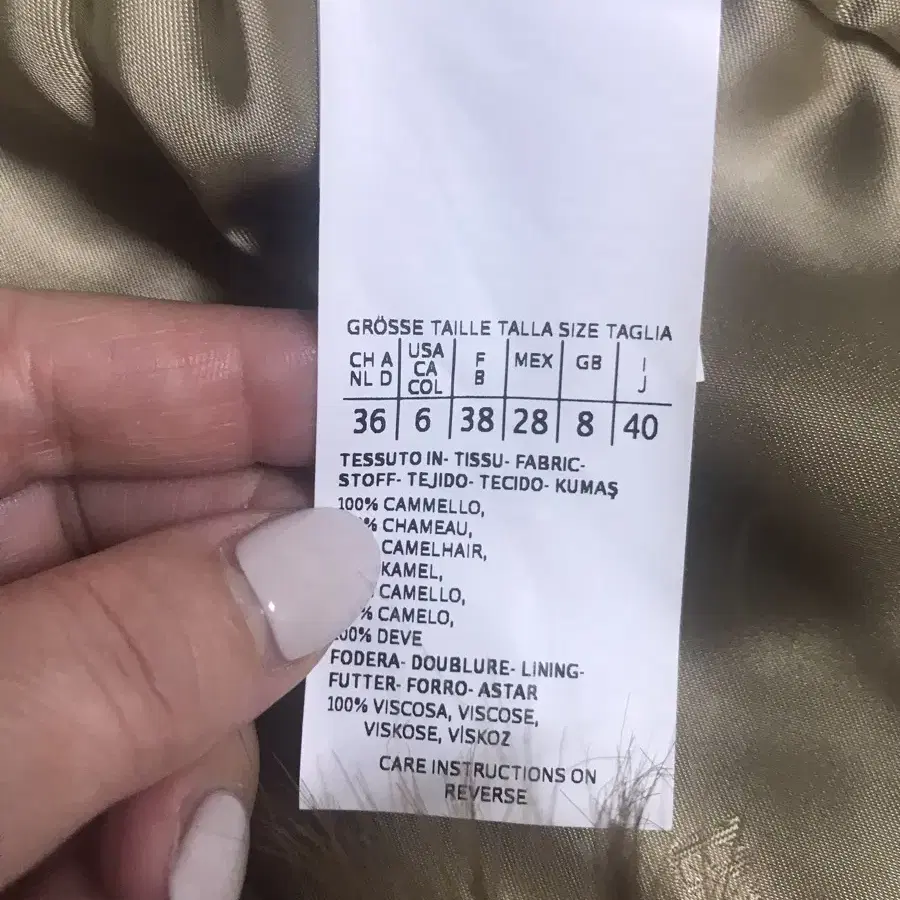 GRÖSSE TAILLE TALLA SIZE TAGLIA
CH A NL D USA CA COL F B MEX GB I J
36 6 38 28 8 40
TESSUTO IN- TISSU- FABRIC-
STOFF- TEJIDO- TECIDO- KUMAŞ
100% CAMMELLO,
% CHAMEAU,
CAMELHAIR,
KAMEL,
CAMELLO,
% CAMELO,
00% DEVE
FODERA- DOUBLURE- LINING-
FUTTER- FORRO- ASTAR
100% VISCOSA, VISCOSE,
VISKOSE, VİSKOZ
CARE INSTRUCTIONS ON
REVERSE